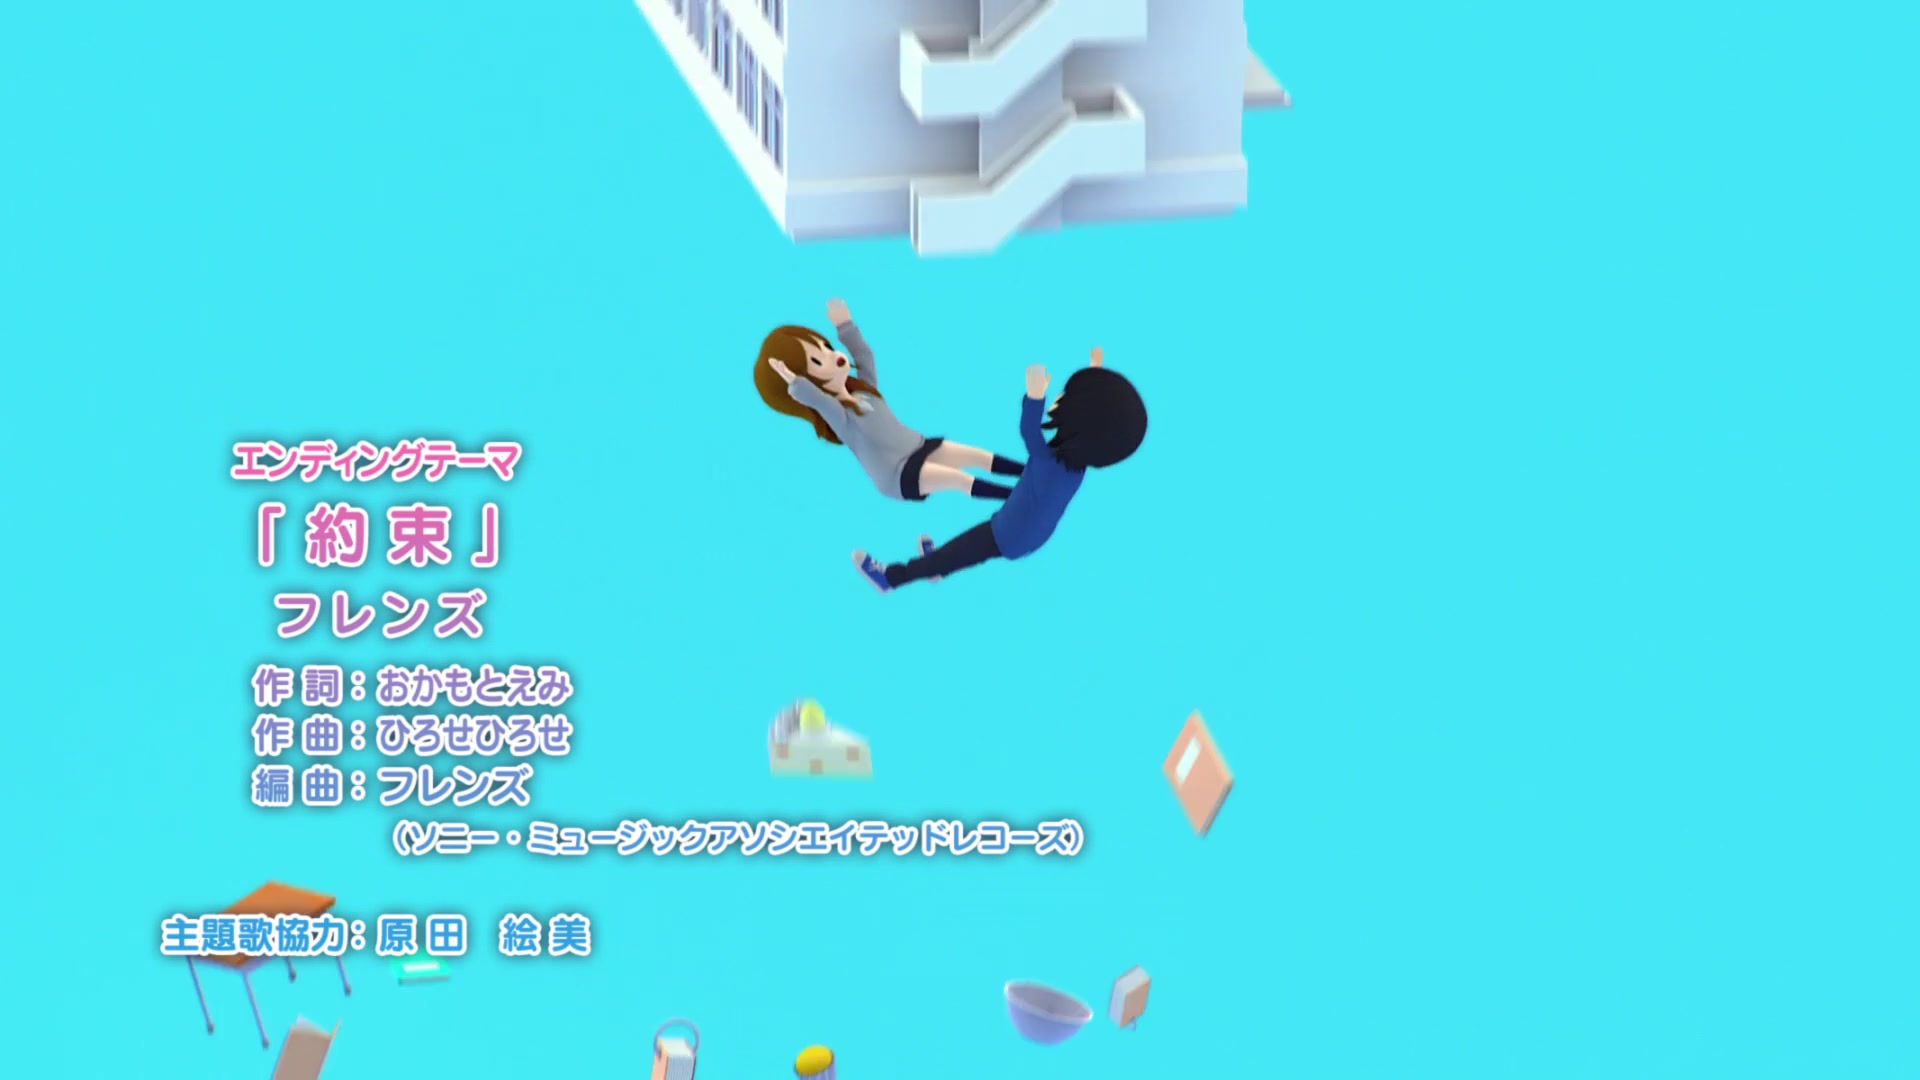 エンディングテーマ
「約束」
フレンズ
作詞：おかもとえみ
作曲：ひろせひろせ
編曲：フレンズ
（ソニー・ミュージックアソシエイテッドレコーズ）
主題歌協力：原田 絵美